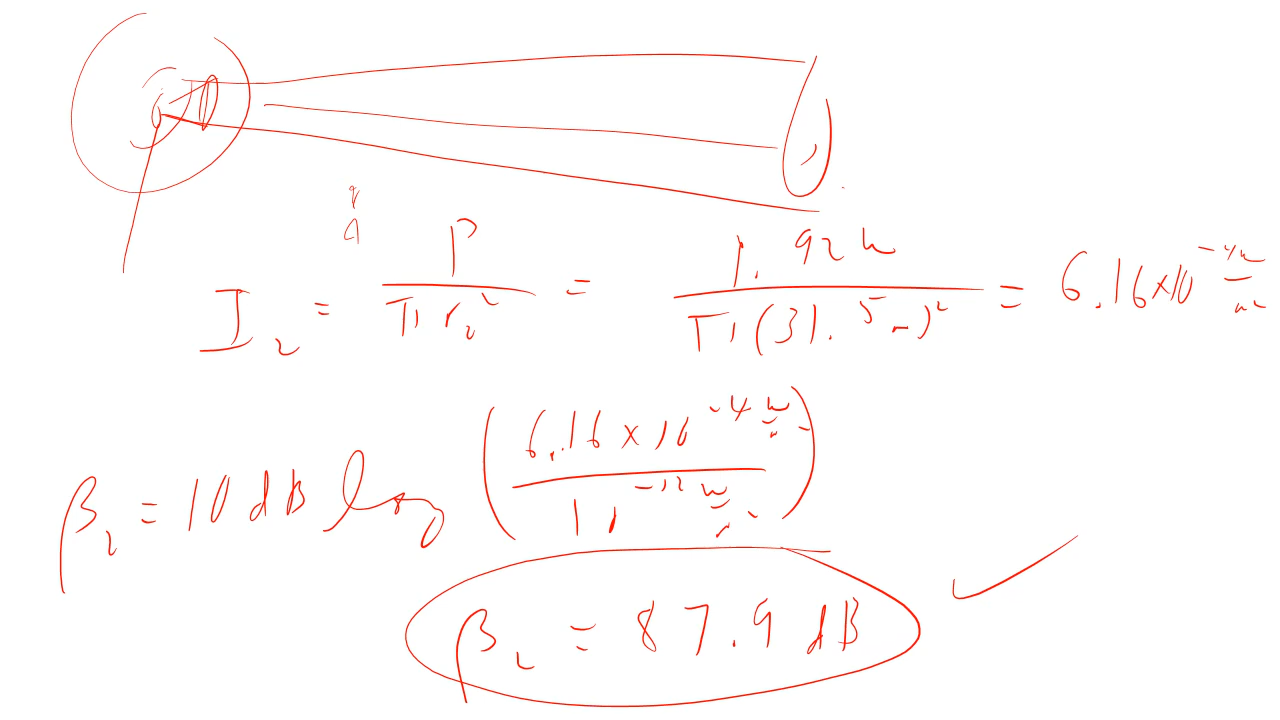 I₂ = P / (π r₂²) = 1.92 W / (π (31.5 m)²) = 6.16 × 10⁻⁴ W/m²
β₂ = 10 dB log (6.16 × 10⁻⁴ W/m² / 10⁻¹² W/m²)
β₂ = 87.9 dB ✓